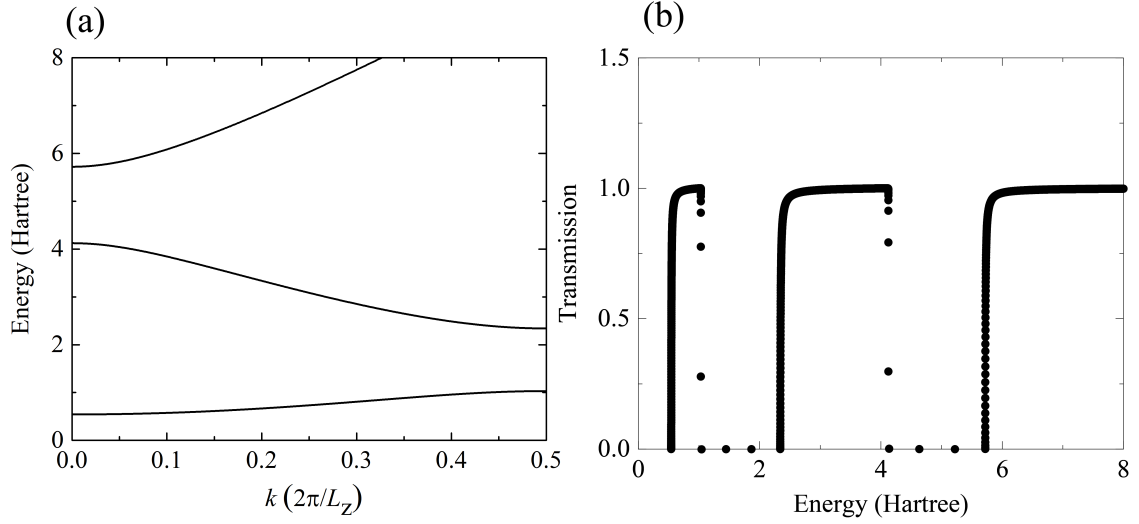 (a)
8
6
4
2
0
Energy (Hartree)
0.0 0.1 0.2 0.3 0.4 0.5
k (2π/L_Z)
(b)
1.5
1.0
0.5
0.0
Transmission
0 2 4 6 8
Energy (Hartree)